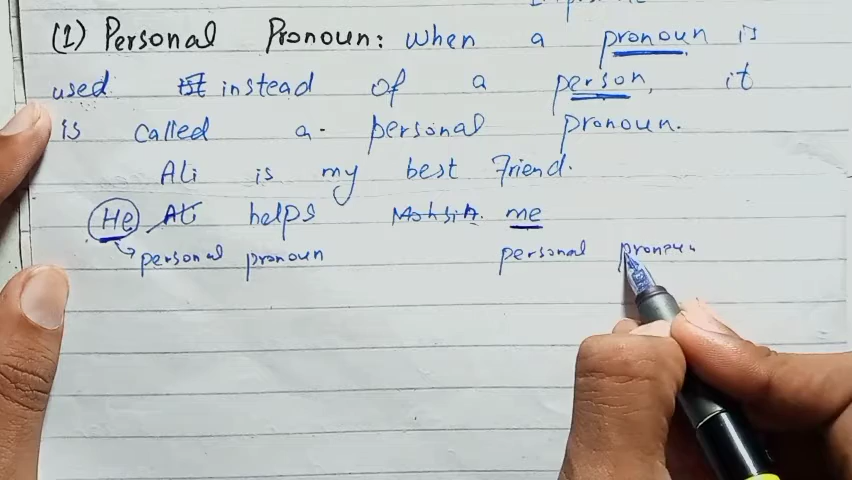 (1) Personal Pronoun: when a pronoun is
used instead of a person, it
is called a personal pronoun.
Ali is my best Friend.
He Ali helps Mohsin. me
personal pronoun personal pronoun